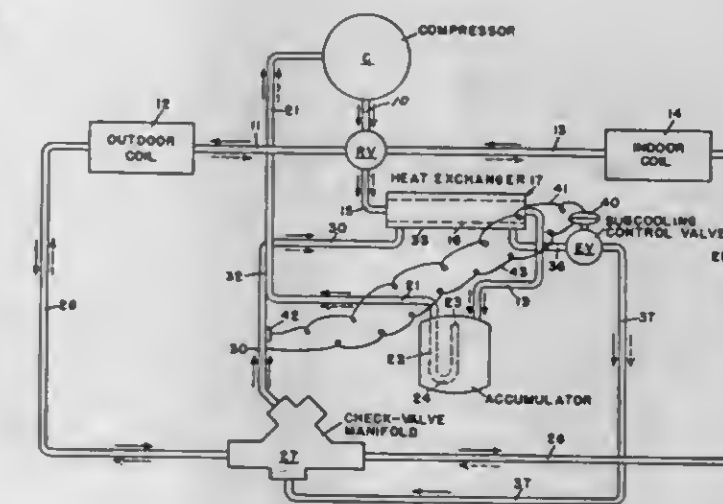 COMPRESSOR
C
10
12
21
11
RV
13
14
OUTDOOR
COIL
INDOOR
COIL
HEAT EXCHANGER 17
41
40
15
SUBCOOLING
CONTROL VALVE
30
33
16
EV
36
32
43
21
23
19
42
37
26
30
22
24
ACCUMULATOR
CHECK-VALVE
MANIFOLD
27
26
37